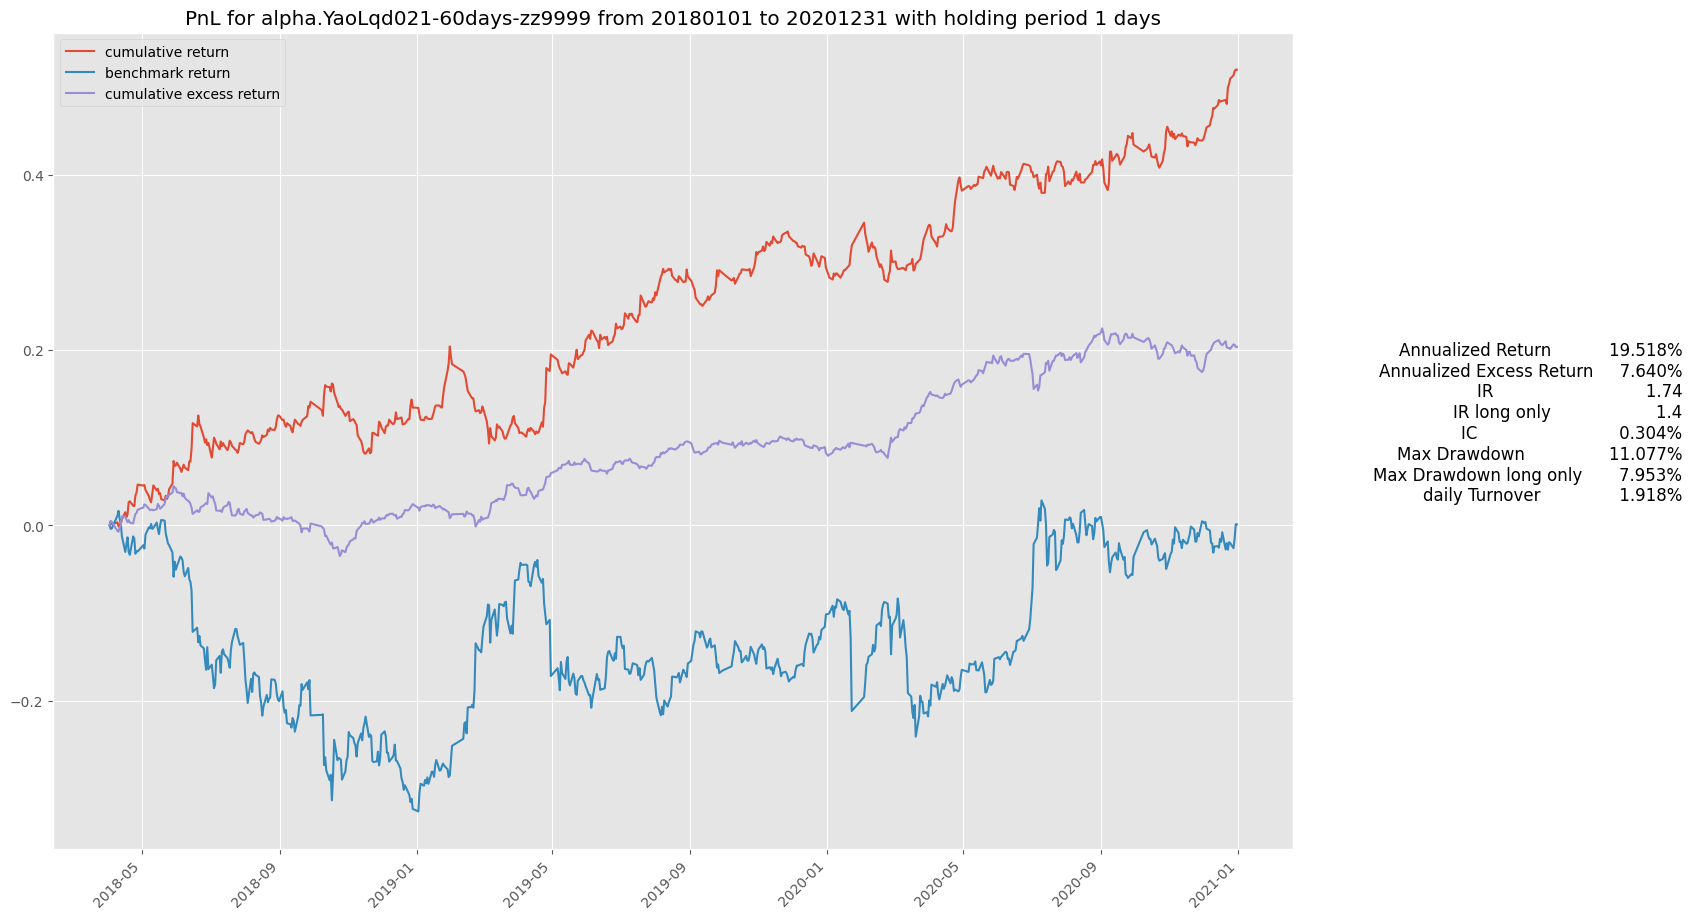 PnL for alpha.YaoLqd021-60days-zz9999 from 20180101 to 20201231 with holding period 1 days
cumulative return
benchmark return
cumulative excess return
0.4
0.2
0.0
−0.2
2018-05
2018-09
2019-01
2019-05
2019-09
2020-01
2020-05
2020-09
2021-01
Annualized Return 19.518%
Annualized Excess Return 7.640%
IR 1.74
IR long only 1.4
IC 0.304%
Max Drawdown 11.077%
Max Drawdown long only 7.953%
daily Turnover 1.918%